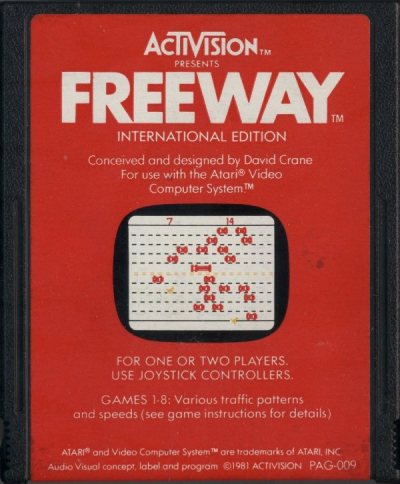 ACTIVISION™
PRESENTS
FREEWAY™
INTERNATIONAL EDITION
Conceived and designed by David Crane
For use with the Atari® Video
Computer System™
7 14
FOR ONE OR TWO PLAYERS.
USE JOYSTICK CONTROLLERS.
GAMES 1-8: Various traffic patterns
and speeds (see game instructions for details)
ATARI® and Video Computer System™ are trademarks of ATARI, INC
Audio Visual concept, label and program ©1981 ACTIVISION PAG-009